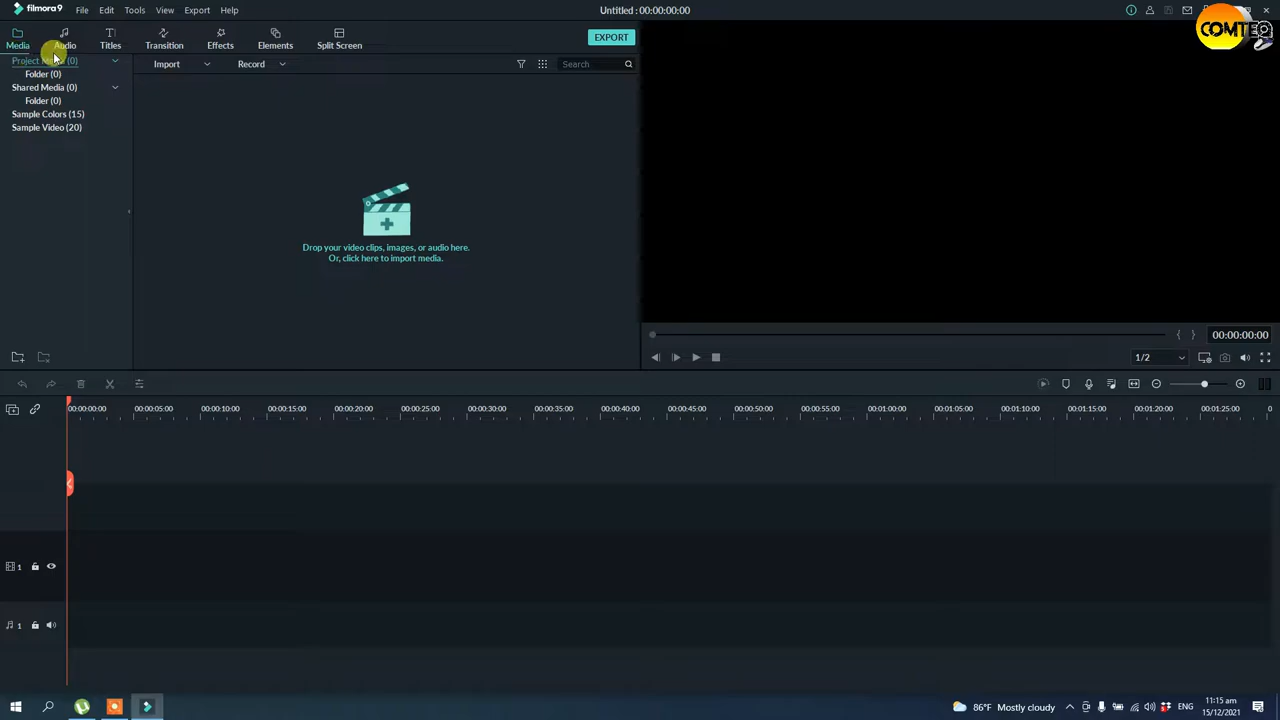 filmora9 File Edit Tools View Export Help
Untitled : 00:00:00:00
COMTEQ
Media Audio Titles Transition Effects Elements Split Screen
EXPORT
Project Media (0)
Folder (0)
Shared Media (0)
Folder (0)
Sample Colors (15)
Sample Video (20)
Import Record Search
Drop your video clips, images, or audio here.
Or, click here to import media.
00:00:00:00
1/2
00:00:00:00 00:00:05:00 00:00:10:00 00:00:15:00 00:00:20:00 00:00:25:00 00:00:30:00 00:00:35:00 00:00:40:00 00:00:45:00 00:00:50:00 00:00:55:00 00:01:00:00 00:01:05:00 00:01:10:00 00:01:15:00 00:01:20:00 00:01:25:00 0
1
1
86°F Mostly cloudy ENG
11:15 am
15/12/2021